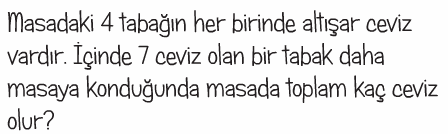 Masadaki 4 tabağın her birinde altışar ceviz
vardır. İçinde 7 ceviz olan bir tabak daha
masaya konduğunda masada toplam kaç ceviz
olur?